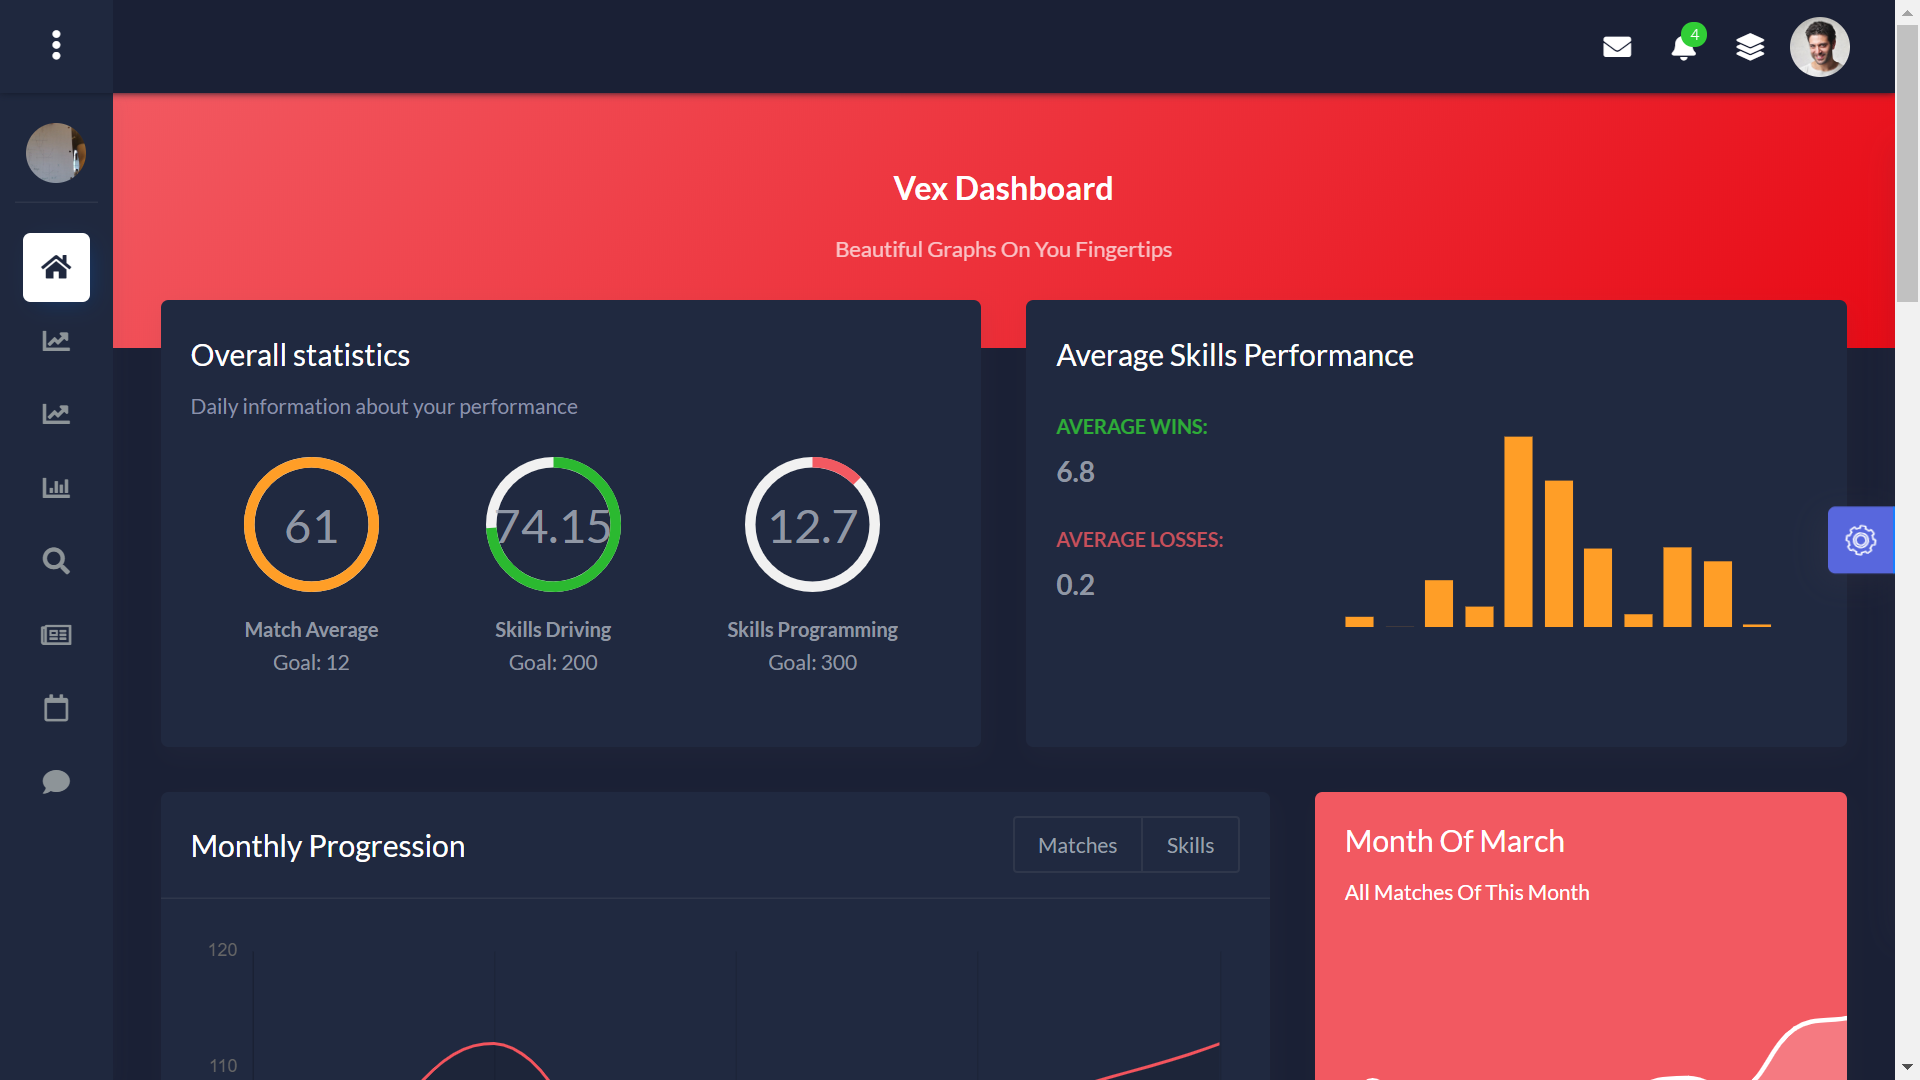 4
Vex Dashboard
Beautiful Graphs On You Fingertips
Overall statistics
Daily information about your performance
61
74.15
12.7
Match Average
Goal: 12
Skills Driving
Goal: 200
Skills Programming
Goal: 300
Average Skills Performance
AVERAGE WINS:
6.8
AVERAGE LOSSES:
0.2
Monthly Progression
Matches
Skills
120
110
Month Of March
All Matches Of This Month